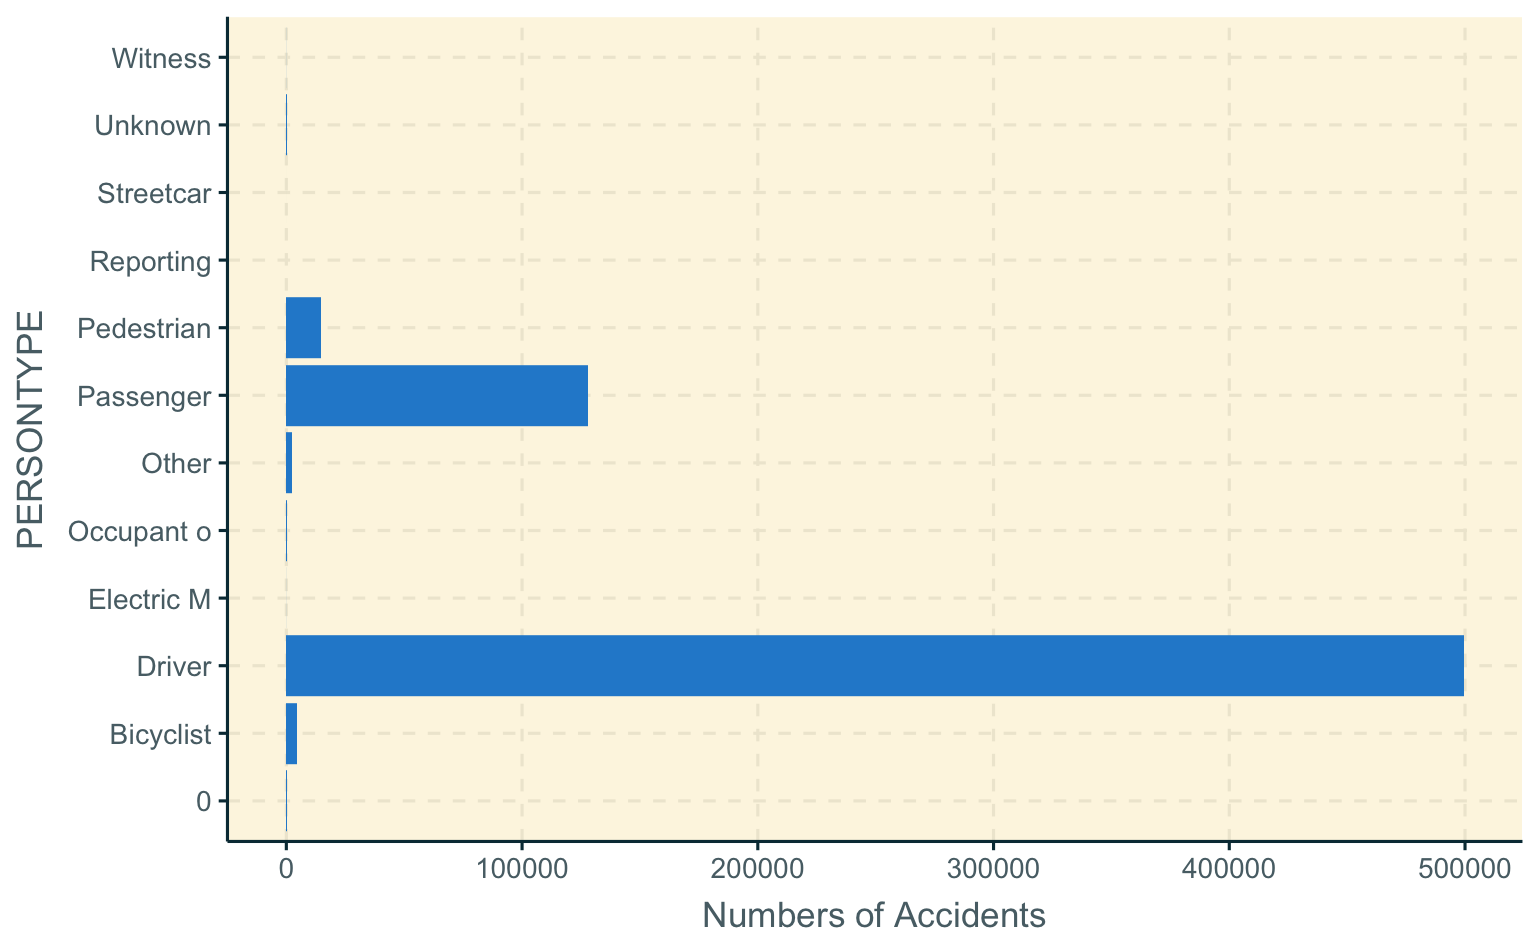 Witness
Unknown
Streetcar
Reporting
Pedestrian
Passenger
Other
Occupant o
Electric M
Driver
Bicyclist
0
PERSONTYPE
0 100000 200000 300000 400000 500000
Numbers of Accidents